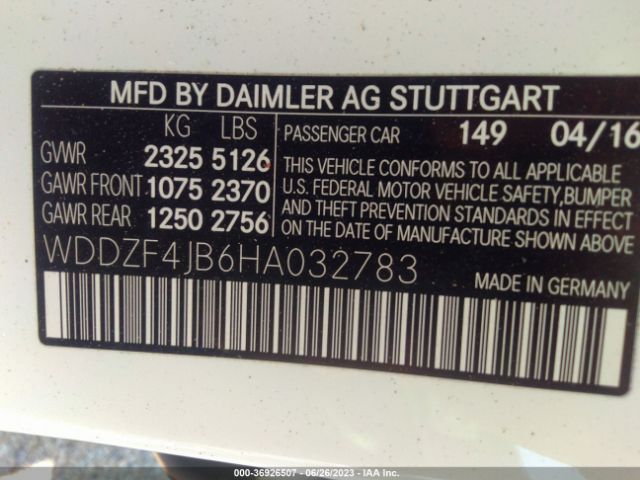 MFD BY DAIMLER AG STUTTGART
KG LBS
GVWR 2325 5126
GAWR FRONT 1075 2370
GAWR REAR 1250 2756
PASSENGER CAR 149 04/16
THIS VEHICLE CONFORMS TO ALL APPLICABLE
U.S. FEDERAL MOTOR VEHICLE SAFETY, BUMPER
AND THEFT PREVENTION STANDARDS IN EFFECT
ON THE DATE OF MANUFACTURE SHOWN ABOVE.
WDDZF4JB6HA032783
MADE IN GERMANY
000-36926507 - 06/26/2023 - IAA Inc.